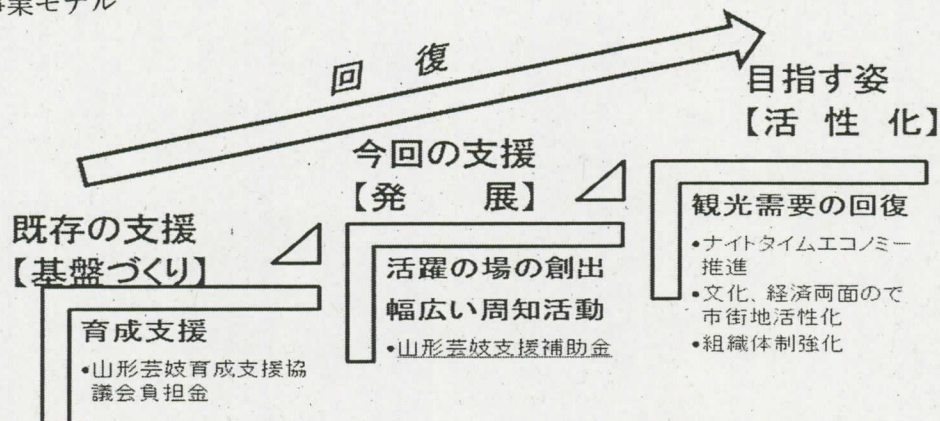 事業モデル
回　復
目指す姿
【活　性　化】
今回の支援
【発　　展】
既存の支援
【基盤づくり】
観光需要の回復
•ナイトタイムエコノミー
推進
•文化、経済両面ので
市街地活性化
•組織体制強化
活躍の場の創出
幅広い周知活動
•山形芸妓支援補助金
育成支援
•山形芸妓育成支援協
議会負担金